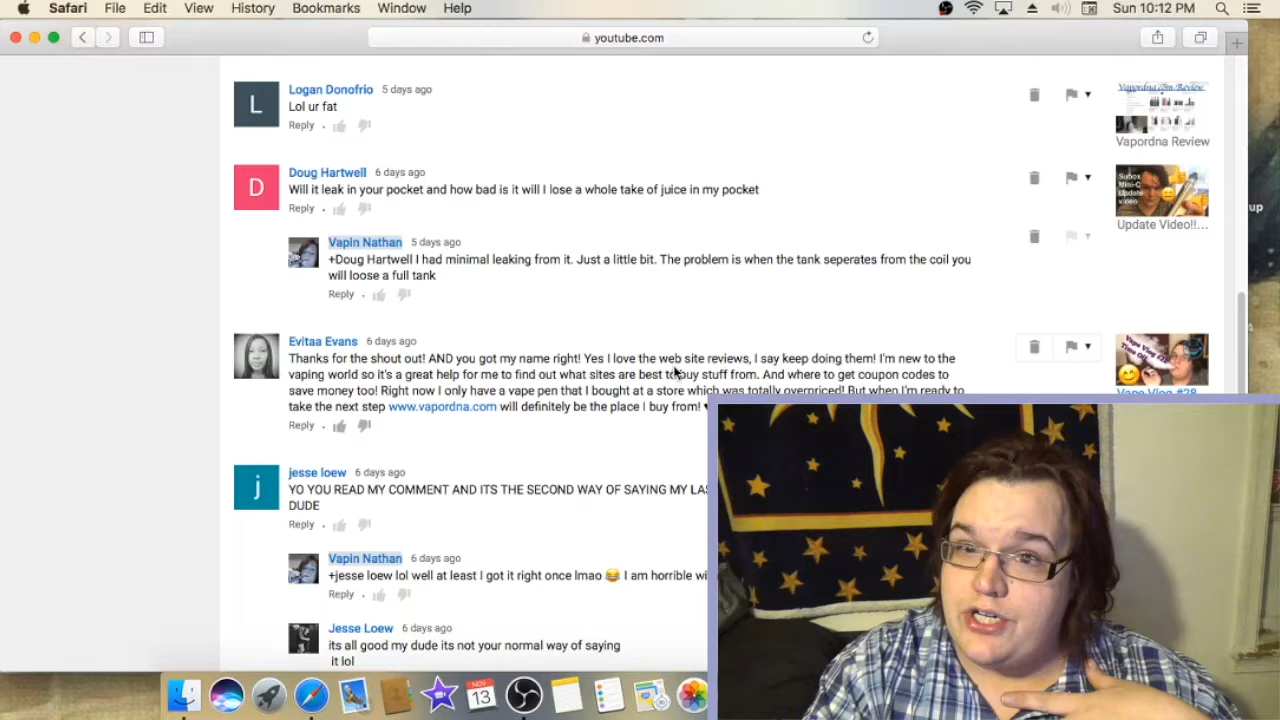 Safari File Edit View History Bookmarks Window Help Sun 10:12 PM
youtube.com
Logan Donofrio 5 days ago
Lol ur fat
Reply
L
Vapordna.com Review
Vapordna Review
Doug Hartwell 6 days ago
Will it leak in your pocket and how bad is it will I lose a whole take of juice in my pocket
Reply
D
Subox
Mini-C
Update
video
Update Video!!...
up
Vapin Nathan 5 days ago
+Doug Hartwell I had minimal leaking from it. Just a little bit. The problem is when the tank seperates from the coil you
will loose a full tank
Reply
Evitaa Evans 6 days ago
Thanks for the shout out! AND you got my name right! Yes I love the web site reviews, I say keep doing them! I'm new to the
vaping world so it's a great help for me to find out what sites are best to buy stuff from. And where to get coupon codes to
save money too! Right now I only have a vape pen that I bought at a store which was totally overpriced! But when I'm ready to
take the next step www.vapordna.com will definitely be the place I buy from!
Reply
Vape Vlog #28
jesse loew 6 days ago
YO YOU READ MY COMMENT AND ITS THE SECOND WAY OF SAYING MY
DUDE
Reply
j
Vapin Nathan 6 days ago
+jesse loew lol well at least I got it right once lmao 😂 I am horrible
Reply
Jesse Loew 6 days ago
its all good my dude its not your normal way of saying
it lol
NOV
13